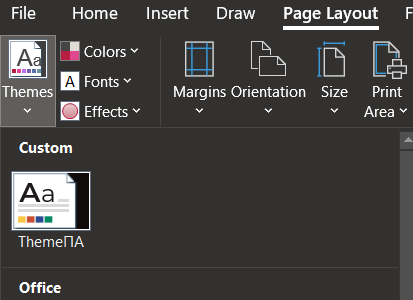 File Home Insert Draw Page Layout F
Colors
Aa Fonts
A Effects
Themes Margins Orientation Size Print Area
Custom
Aa
ThemeПА
Office